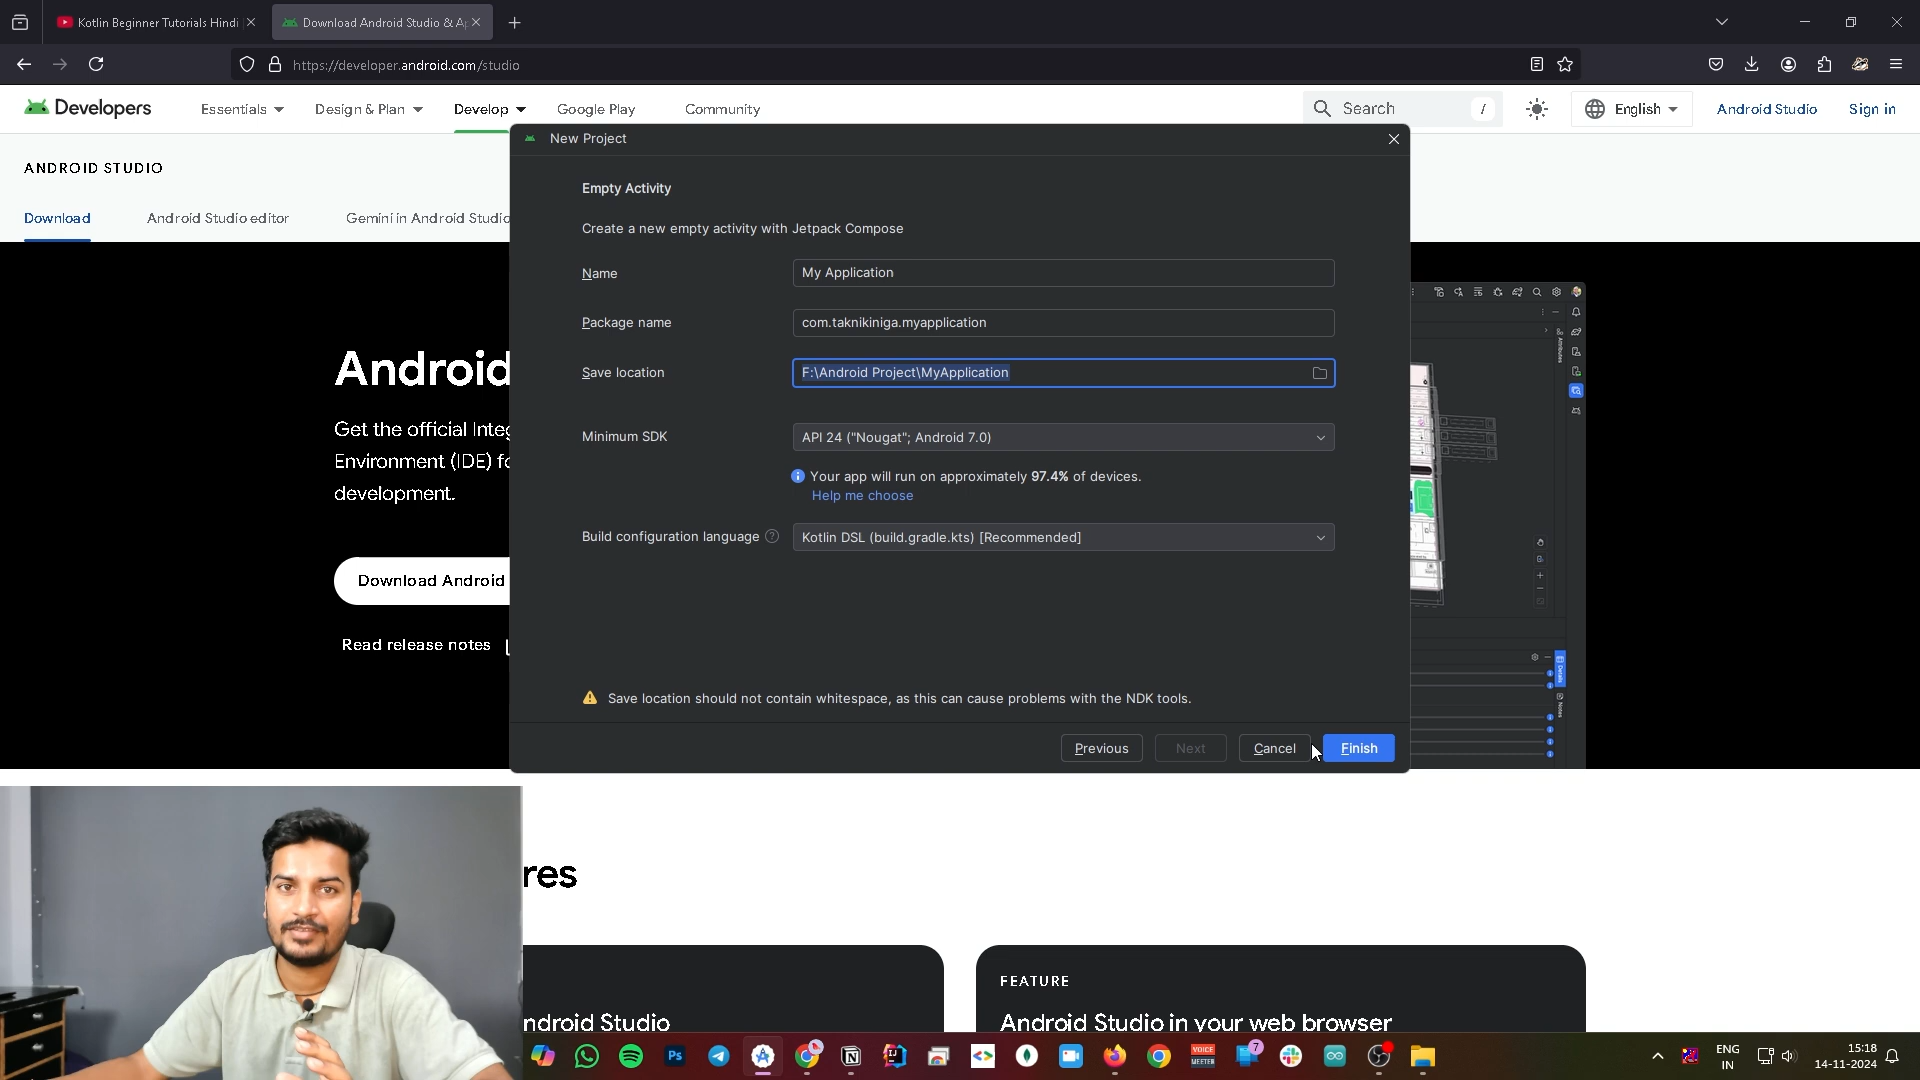 Kotlin Beginner Tutorials Hindi
Download Android Studio & Ap
https://developer.android.com/studio
Developers
Essentials
Design & Plan
Develop
Google Play
Community
Search
/
English
Android Studio
Sign in
ANDROID STUDIO
Download
Android Studio editor
Gemini in Android Studio
New Project
Empty Activity
Create a new empty activity with Jetpack Compose
Name
My Application
Package name
com.taknikiniga.myapplication
Save location
F:\Android Project\MyApplication
Minimum SDK
API 24 ("Nougat"; Android 7.0)
Your app will run on approximately 97.4% of devices.
Help me choose
Build configuration language
Kotlin DSL (build.gradle.kts) [Recommended]
Save location should not contain whitespace, as this can cause problems with the NDK tools.
Previous
Next
Cancel
Finish
Android
Get the official Integ
Environment (IDE) fo
development.
Download Android
Read release notes
res
ndroid Studio
FEATURE
Android Studio in your web browser
Ps
VOICE
MEETER
7
ENG
IN
15:18
14-11-2024